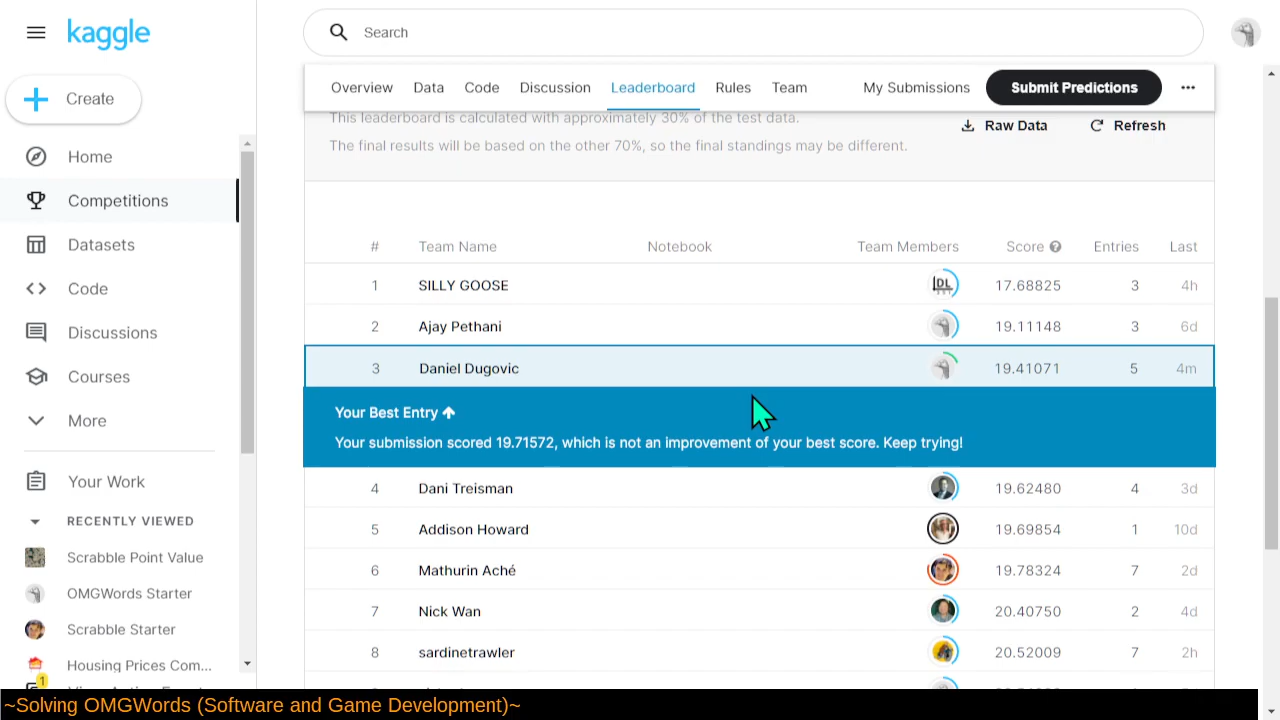 kaggle
Search
Create
Overview Data Code Discussion Leaderboard Rules Team My Submissions Submit Predictions
This leaderboard is calculated with approximately 30% of the test data.
Raw Data Refresh
The final results will be based on the other 70%, so the final standings may be different.
Home
Competitions
Datasets
Code
Discussions
Courses
More
Your Work
RECENTLY VIEWED
Scrabble Point Value
OMGWords Starter
Scrabble Starter
Housing Prices Com...
1
# Team Name Notebook Team Members Score Entries Last
1 SILLY GOOSE 17.68825 3 4h
2 Ajay Pethani 19.11148 3 6d
3 Daniel Dugovic 19.41071 5 4m
Your Best Entry
Your submission scored 19.71572, which is not an improvement of your best score. Keep trying!
4 Dani Treisman 19.62480 4 3d
5 Addison Howard 19.69854 1 10d
6 Mathurin Aché 19.78324 7 2d
7 Nick Wan 20.40750 2 4d
8 sardinetrawler 20.52009 7 2h
~Solving OMGWords (Software and Game Development)~